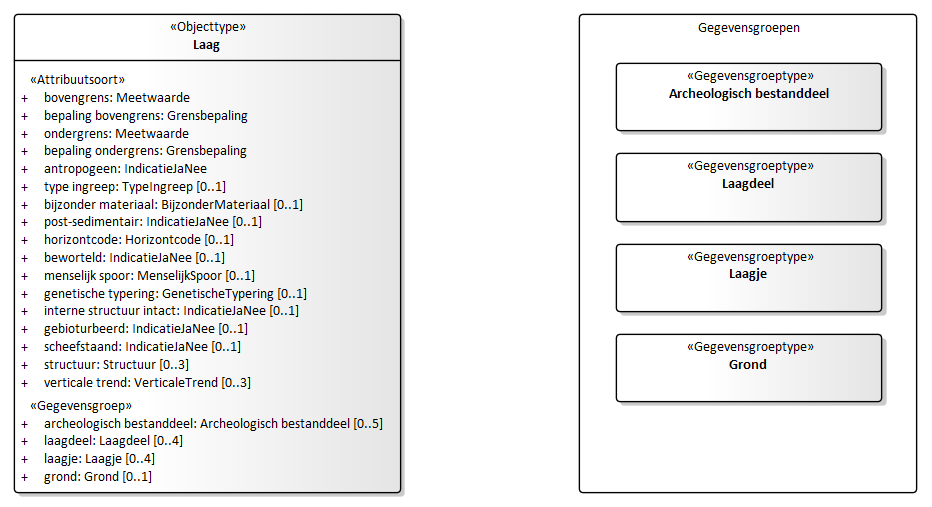 «Objecttype»
Laag
«Attribuutsoort»
+ bovengrens: Meetwaarde
+ bepaling bovengrens: Grensbepaling
+ ondergrens: Meetwaarde
+ bepaling ondergrens: Grensbepaling
+ antropogeen: IndicatieJaNee
+ type ingreep: TypeIngreep [0..1]
+ bijzonder materiaal: BijzonderMateriaal [0..1]
+ post-sedimentair: IndicatieJaNee [0..1]
+ horizontcode: Horizontcode [0..1]
+ beworteld: IndicatieJaNee [0..1]
+ menselijk spoor: MenselijkSpoor [0..1]
+ genetische typering: GenetischeTypering [0..1]
+ interne structuur intact: IndicatieJaNee [0..1]
+ gebioturbeerd: IndicatieJaNee [0..1]
+ scheefstaand: IndicatieJaNee [0..1]
+ structuur: Structuur [0..3]
+ verticale trend: VerticaleTrend [0..3]
«Gegevensgroep»
+ archeologisch bestanddeel: Archeologisch bestanddeel [0..5]
+ laagdeel: Laagdeel [0..4]
+ laagje: Laagje [0..4]
+ grond: Grond [0..1]
Gegevensgroepen
«Gegevensgroeptype»
Archeologisch bestanddeel
«Gegevensgroeptype»
Laagdeel
«Gegevensgroeptype»
Laagje
«Gegevensgroeptype»
Grond